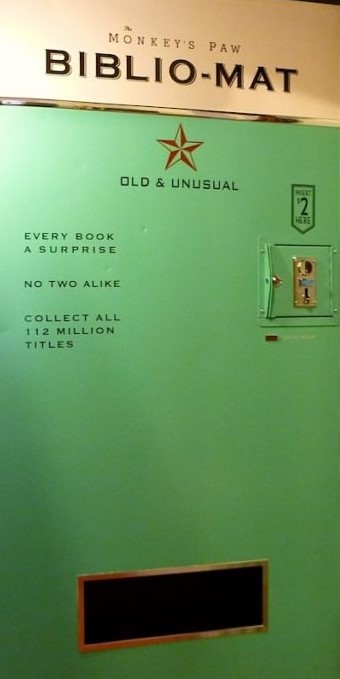 The
MONKEY'S PAW
BIBLIO-MAT
OLD & UNUSUAL
INSERT
$2
HERE
EVERY BOOK
A SURPRISE
NO TWO ALIKE
COLLECT ALL
112 MILLION
TITLES